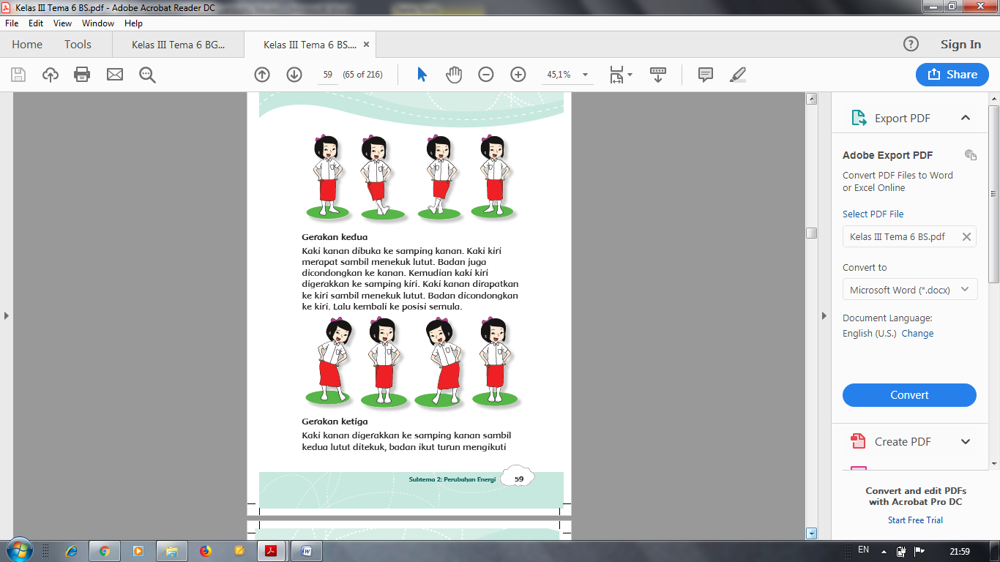 Kelas III Tema 6 BS.pdf - Adobe Acrobat Reader DC
File Edit View Window Help
Home Tools Kelas III Tema 6 BG... Kelas III Tema 6 BS.... × ? Sign In
59 (65 of 216) 45,1% Share
Gerakan kedua
Kaki kanan dibuka ke samping kanan. Kaki kiri
merapat sambil menekuk lutut. Badan juga
dicondongkan ke kanan. Kemudian kaki kiri
digerakkan ke samping kiri. Kaki kanan dirapatkan
ke kiri sambil menekuk lutut. Badan dicondongkan
ke kiri. Lalu kembali ke posisi semula.
Gerakan ketiga
Kaki kanan digerakkan ke samping kanan sambil
kedua lutut ditekuk, badan ikut turun mengikuti
Subtema 2: Perubahan Energi 59
Export PDF
Adobe Export PDF
Convert PDF Files to Word
or Excel Online
Select PDF File
Kelas III Tema 6 BS.pdf
Convert to
Microsoft Word (*.docx)
Document Language:
English (U.S.) Change
Convert
Create PDF
Convert and edit PDFs
with Acrobat Pro DC
Start Free Trial
EN 21:59